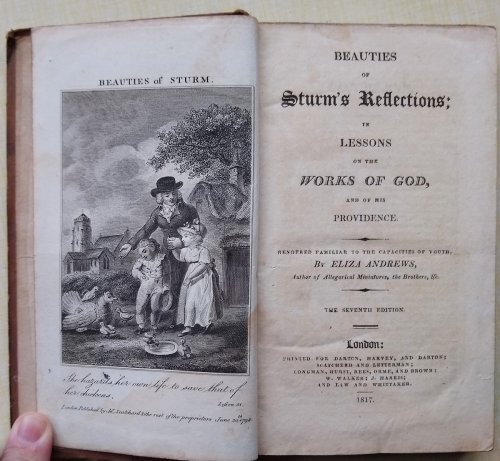 BEAUTIES of STURM.
She hazards her own life to save that of
her chickens.
London Published by
& the rest of the proprietors June 20th 1798
BEAUTIES
OF
Sturm's Reflections;
IN
LESSONS
ON THE
WORKS OF GOD,
AND OF HIS
PROVIDENCE.
RENDERED FAMILIAR TO THE CAPACITIES OF YOUTH,
By ELIZA ANDREWS,
Author of Allegorical Miniatures, the Brothers, &c.
THE SEVENTH EDITION.
London:
PRINTED FOR DARTON, HARVEY, AND DARTON;
SCATCHERD AND LETTERMAN;
LONGMAN, HURST, REES, ORME, AND BROWN;
W. WALKER; J. HARRIS;
AND LAW AND WHITTAKER.
1817.